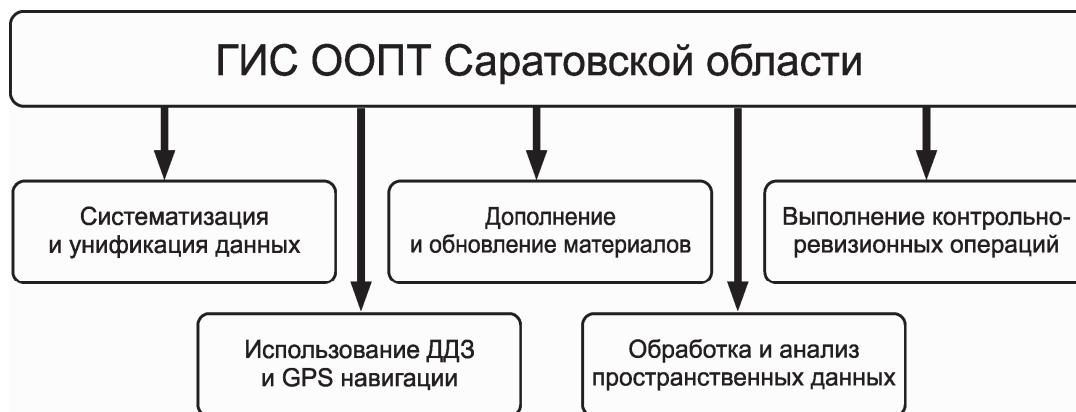 ГИС ООПТ Саратовской области
Систематизация
и унификация данных
Дополнение
и обновление материалов
Выполнение контрольно-
ревизионных операций
Использование ДДЗ
и GPS навигации
Обработка и анализ
пространственных данных